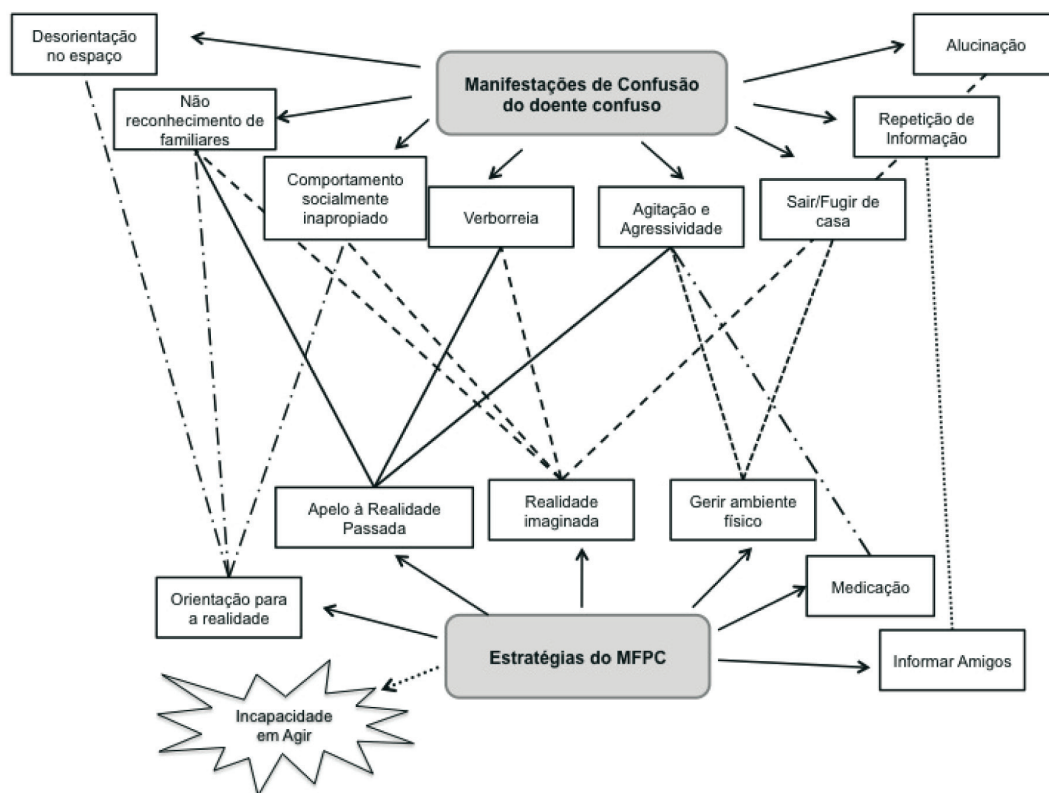 Desorientação
no espaço
Alucinação
Manifestações de Confusão
do doente confuso
Não
reconhecimento de
familiares
Repetição de
Informação
Comportamento
socialmente
inapropiado
Verborreia
Agitação e
Agressividade
Sair/Fugir de
casa
Apelo à Realidade
Passada
Realidade
imaginada
Gerir ambiente
físico
Medicação
Orientação para
a realidade
Estratégias do MFPC
Informar Amigos
Incapacidade
em Agir